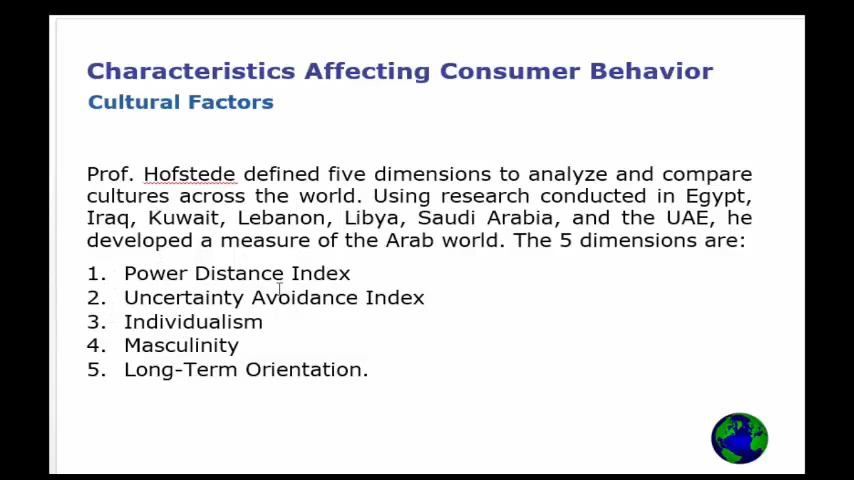 Characteristics Affecting Consumer Behavior
Cultural Factors
Prof. Hofstede defined five dimensions to analyze and compare
cultures across the world. Using research conducted in Egypt,
Iraq, Kuwait, Lebanon, Libya, Saudi Arabia, and the UAE, he
developed a measure of the Arab world. The 5 dimensions are:
1. Power Distance Index
2. Uncertainty Avoidance Index
3. Individualism
4. Masculinity
5. Long-Term Orientation.